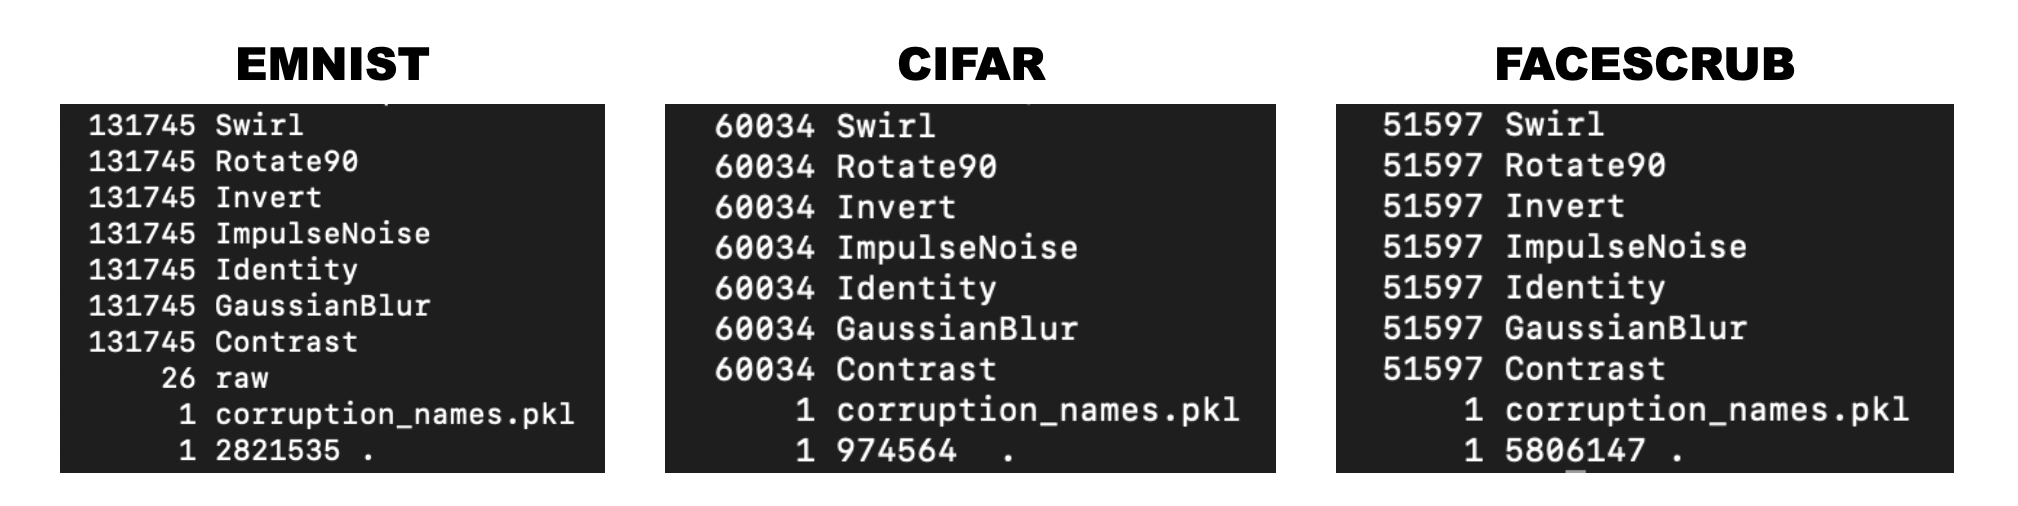 EMNIST
131745 Swirl
131745 Rotate90
131745 Invert
131745 ImpulseNoise
131745 Identity
131745 GaussianBlur
131745 Contrast
26 raw
1 corruption_names.pkl
1 2821535 .
CIFAR
60034 Swirl
60034 Rotate90
60034 Invert
60034 ImpulseNoise
60034 Identity
60034 GaussianBlur
60034 Contrast
1 corruption_names.pkl
1 974564 .
FACESCRUB
51597 Swirl
51597 Rotate90
51597 Invert
51597 ImpulseNoise
51597 Identity
51597 GaussianBlur
51597 Contrast
1 corruption_names.pkl
1 5806147 .